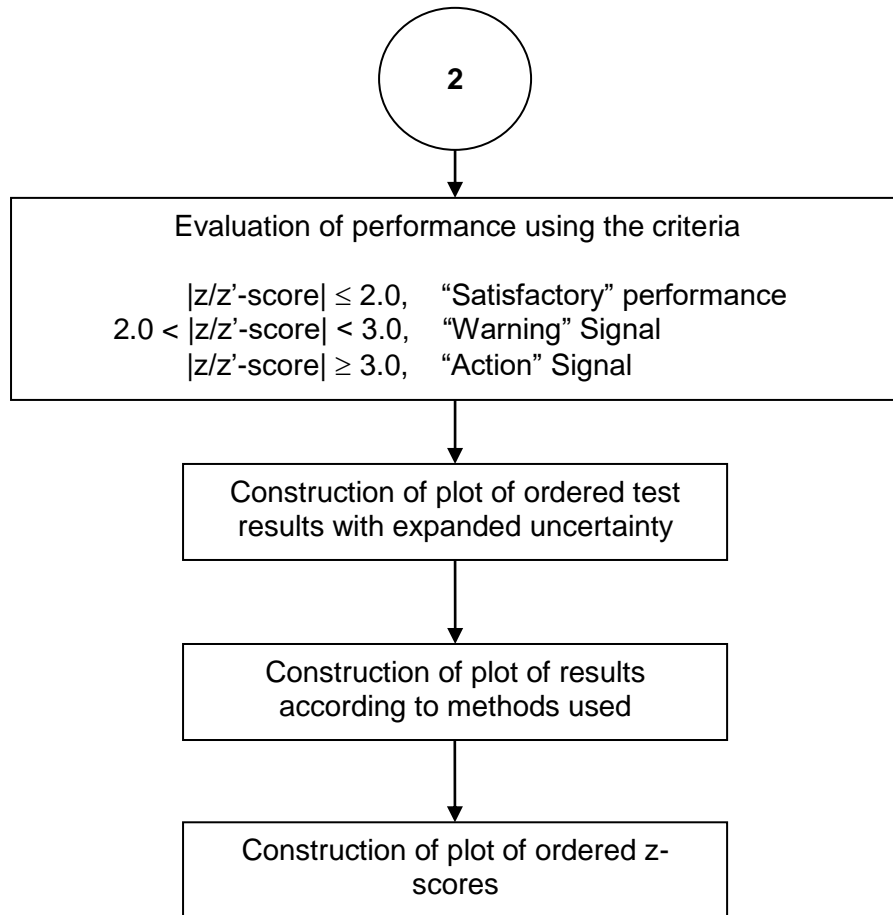 2
Evaluation of performance using the criteria
|z/z’-score| ≤ 2.0, “Satisfactory” performance
2.0 < |z/z’-score| < 3.0, “Warning” Signal
|z/z’-score| ≥ 3.0, “Action” Signal
Construction of plot of ordered test
results with expanded uncertainty
Construction of plot of results
according to methods used
Construction of plot of ordered z-
scores